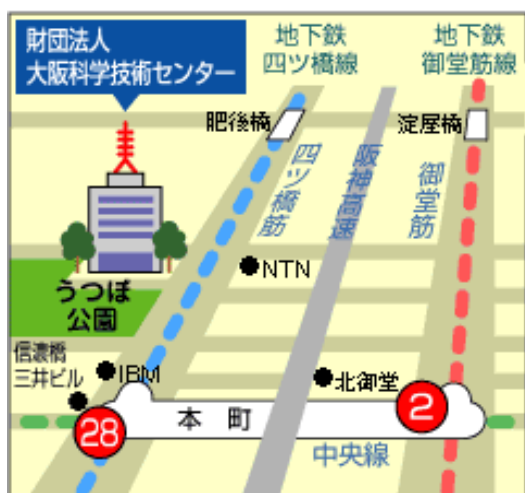 財団法人
大阪科学技術センター
地下鉄
四ツ橋線
地下鉄
御堂筋線
肥後橋
淀屋橋
四ツ橋筋
阪神高速
御堂筋
NTN
うつぼ
公園
信濃橋
三井ビル
IBM
北御堂
28
本町
2
中央線